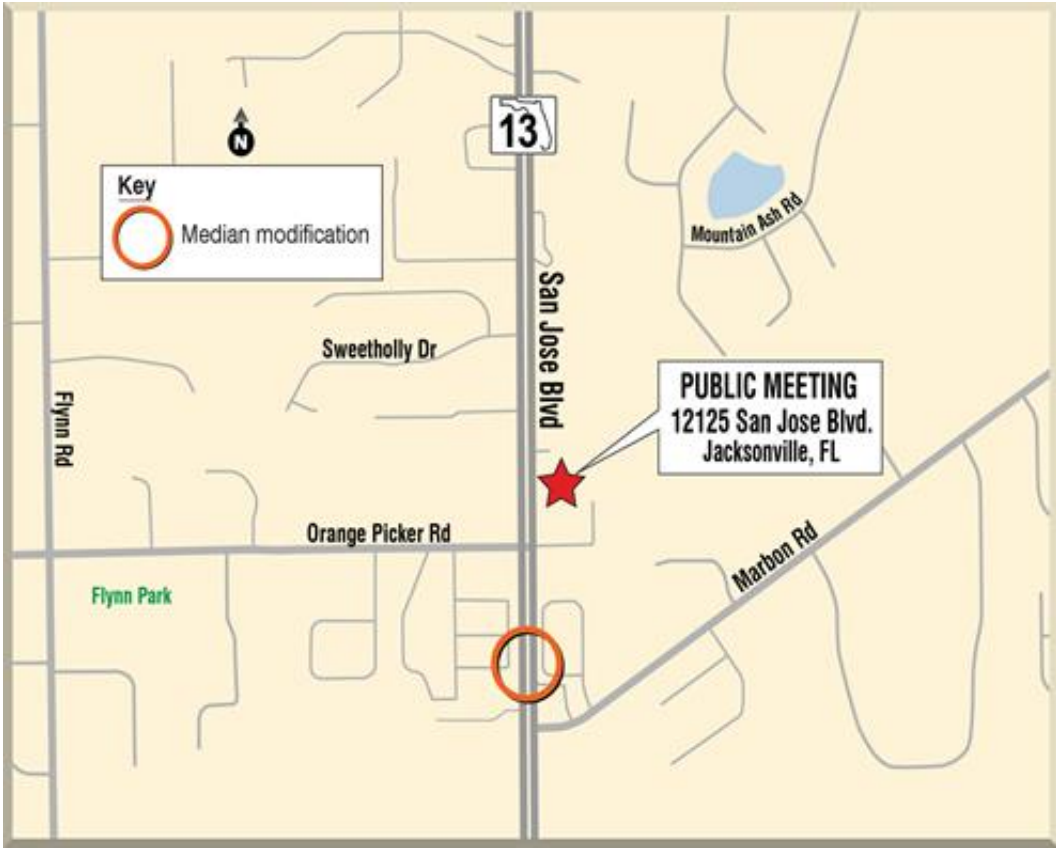 13
N
Key
Median modification
Mountain Ash Rd
San Jose Blvd
Sweetholly Dr
Flynn Rd
PUBLIC MEETING
12125 San Jose Blvd.
Jacksonville, FL
Orange Picker Rd
Marbon Rd
Flynn Park